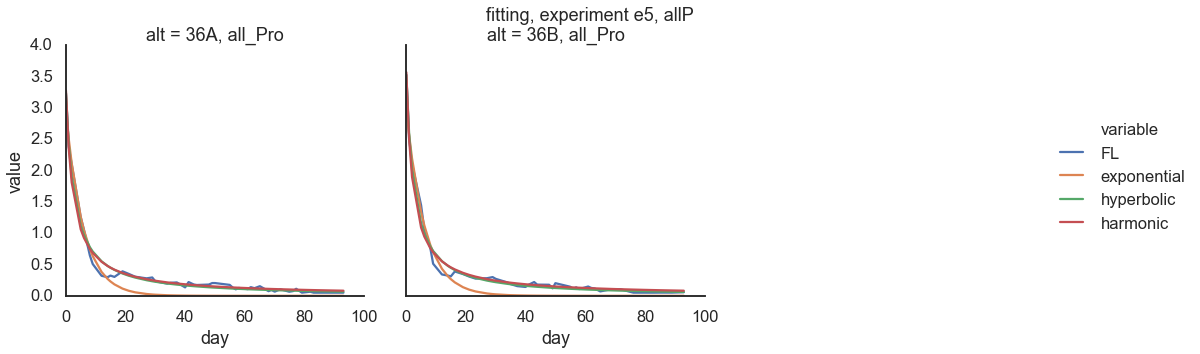 fitting, experiment e5, allP
alt = 36A, all_Pro
alt = 36B, all_Pro
value
4.0
3.5
3.0
2.5
2.0
1.5
1.0
0.5
0.0
0 20 40 60 80 100
day
0 20 40 60 80 100
day
variable
FL
exponential
hyperbolic
harmonic